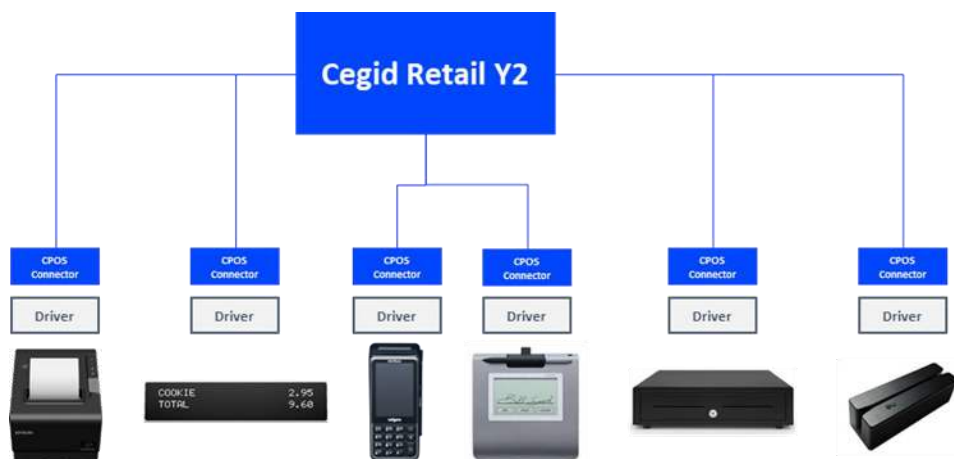 Cegid Retail Y2
CPOS
Connector
CPOS
Connector
CPOS
Connector
CPOS
Connector
CPOS
Connector
CPOS
Connector
Driver
Driver
Driver
Driver
Driver
Driver
COOKIE 2.95
TOTAL 9.60